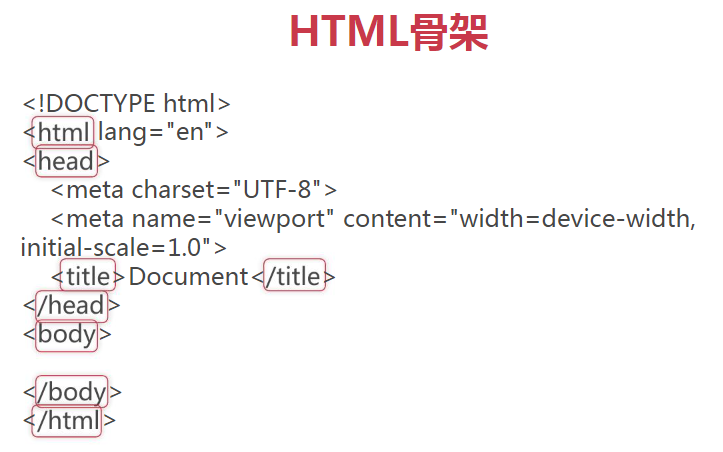 HTML骨架
<!DOCTYPE html>
<html lang="en">
<head>
<meta charset="UTF-8">
<meta name="viewport" content="width=device-width,
initial-scale=1.0">
<title>Document</title>
</head>
<body>
</body>
</html>